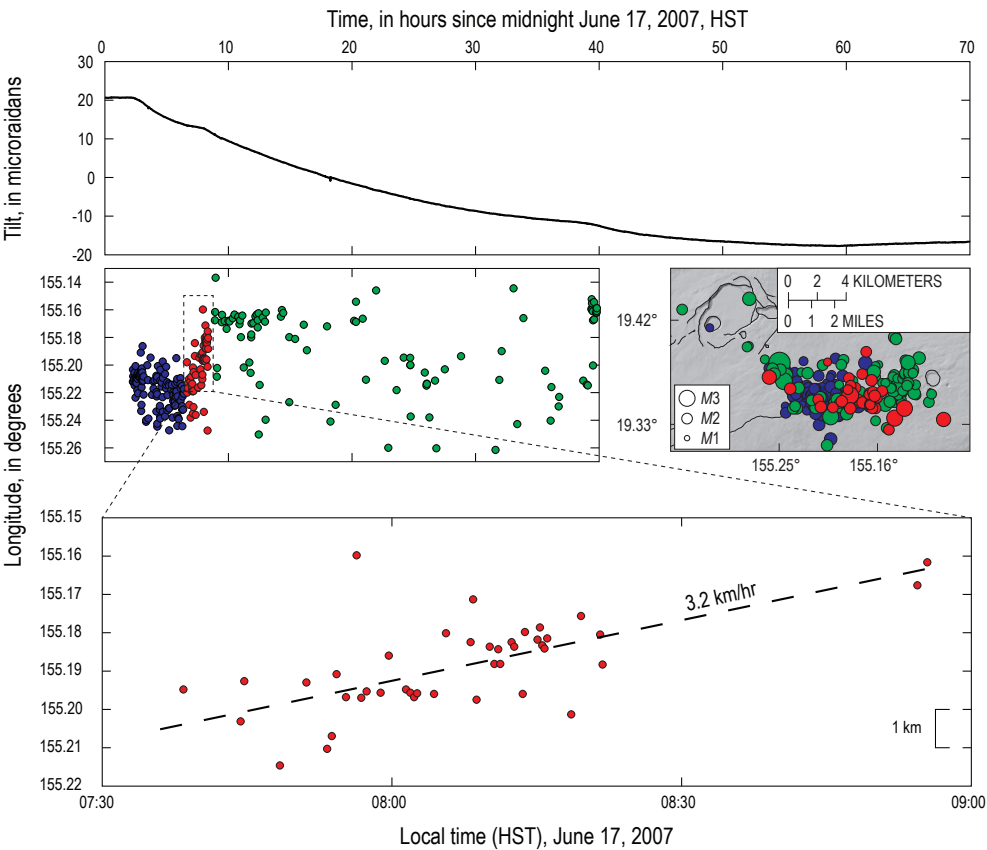 Time, in hours since midnight June 17, 2007, HST
0 10 20 30 40 50 60 70
Tilt, in microraidans
30
20
10
0
-10
-20
Longitude, in degrees
155.14
155.16
155.18
155.20
155.22
155.24
155.26
0 2 4 KILOMETERS
0 1 2 MILES
19.42°
19.33°
M3
M2
M1
155.25° 155.16°
155.15
155.16
155.17
155.18
155.19
155.20
155.21
155.22
3.2 km/hr
1 km
07:30 08:00 08:30 09:00
Local time (HST), June 17, 2007